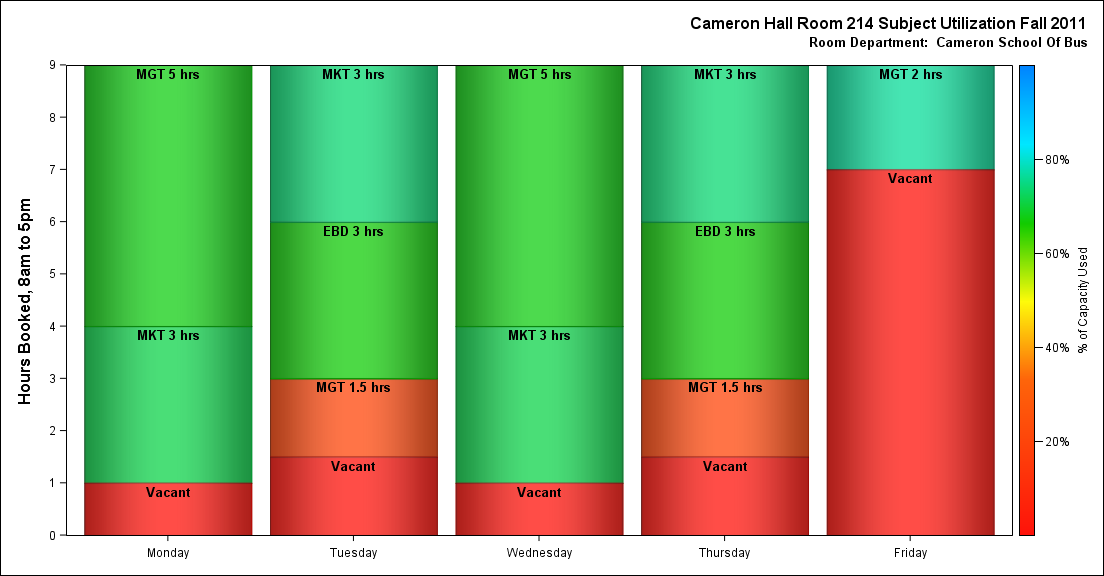 Cameron Hall Room 214 Subject Utilization Fall 2011
Room Department:  Cameron School Of Bus
Hours Booked, 8am to 5pm
9
8
7
6
5
4
3
2
1
0
MGT 5 hrs
MKT 3 hrs
Vacant
Monday
MKT 3 hrs
EBD 3 hrs
MGT 1.5 hrs
Vacant
Tuesday
MGT 5 hrs
MKT 3 hrs
Vacant
Wednesday
MKT 3 hrs
EBD 3 hrs
MGT 1.5 hrs
Vacant
Thursday
MGT 2 hrs
Vacant
Friday
80%
60%
40%
20%
% of Capacity Used